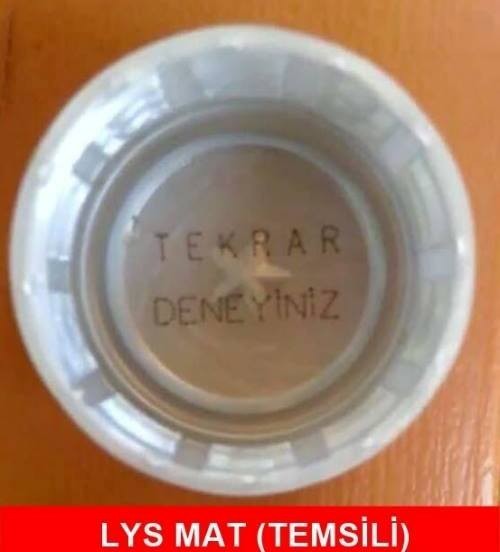 TEKRAR
DENEYİNİZ
LYS MAT (TEMSİLİ)